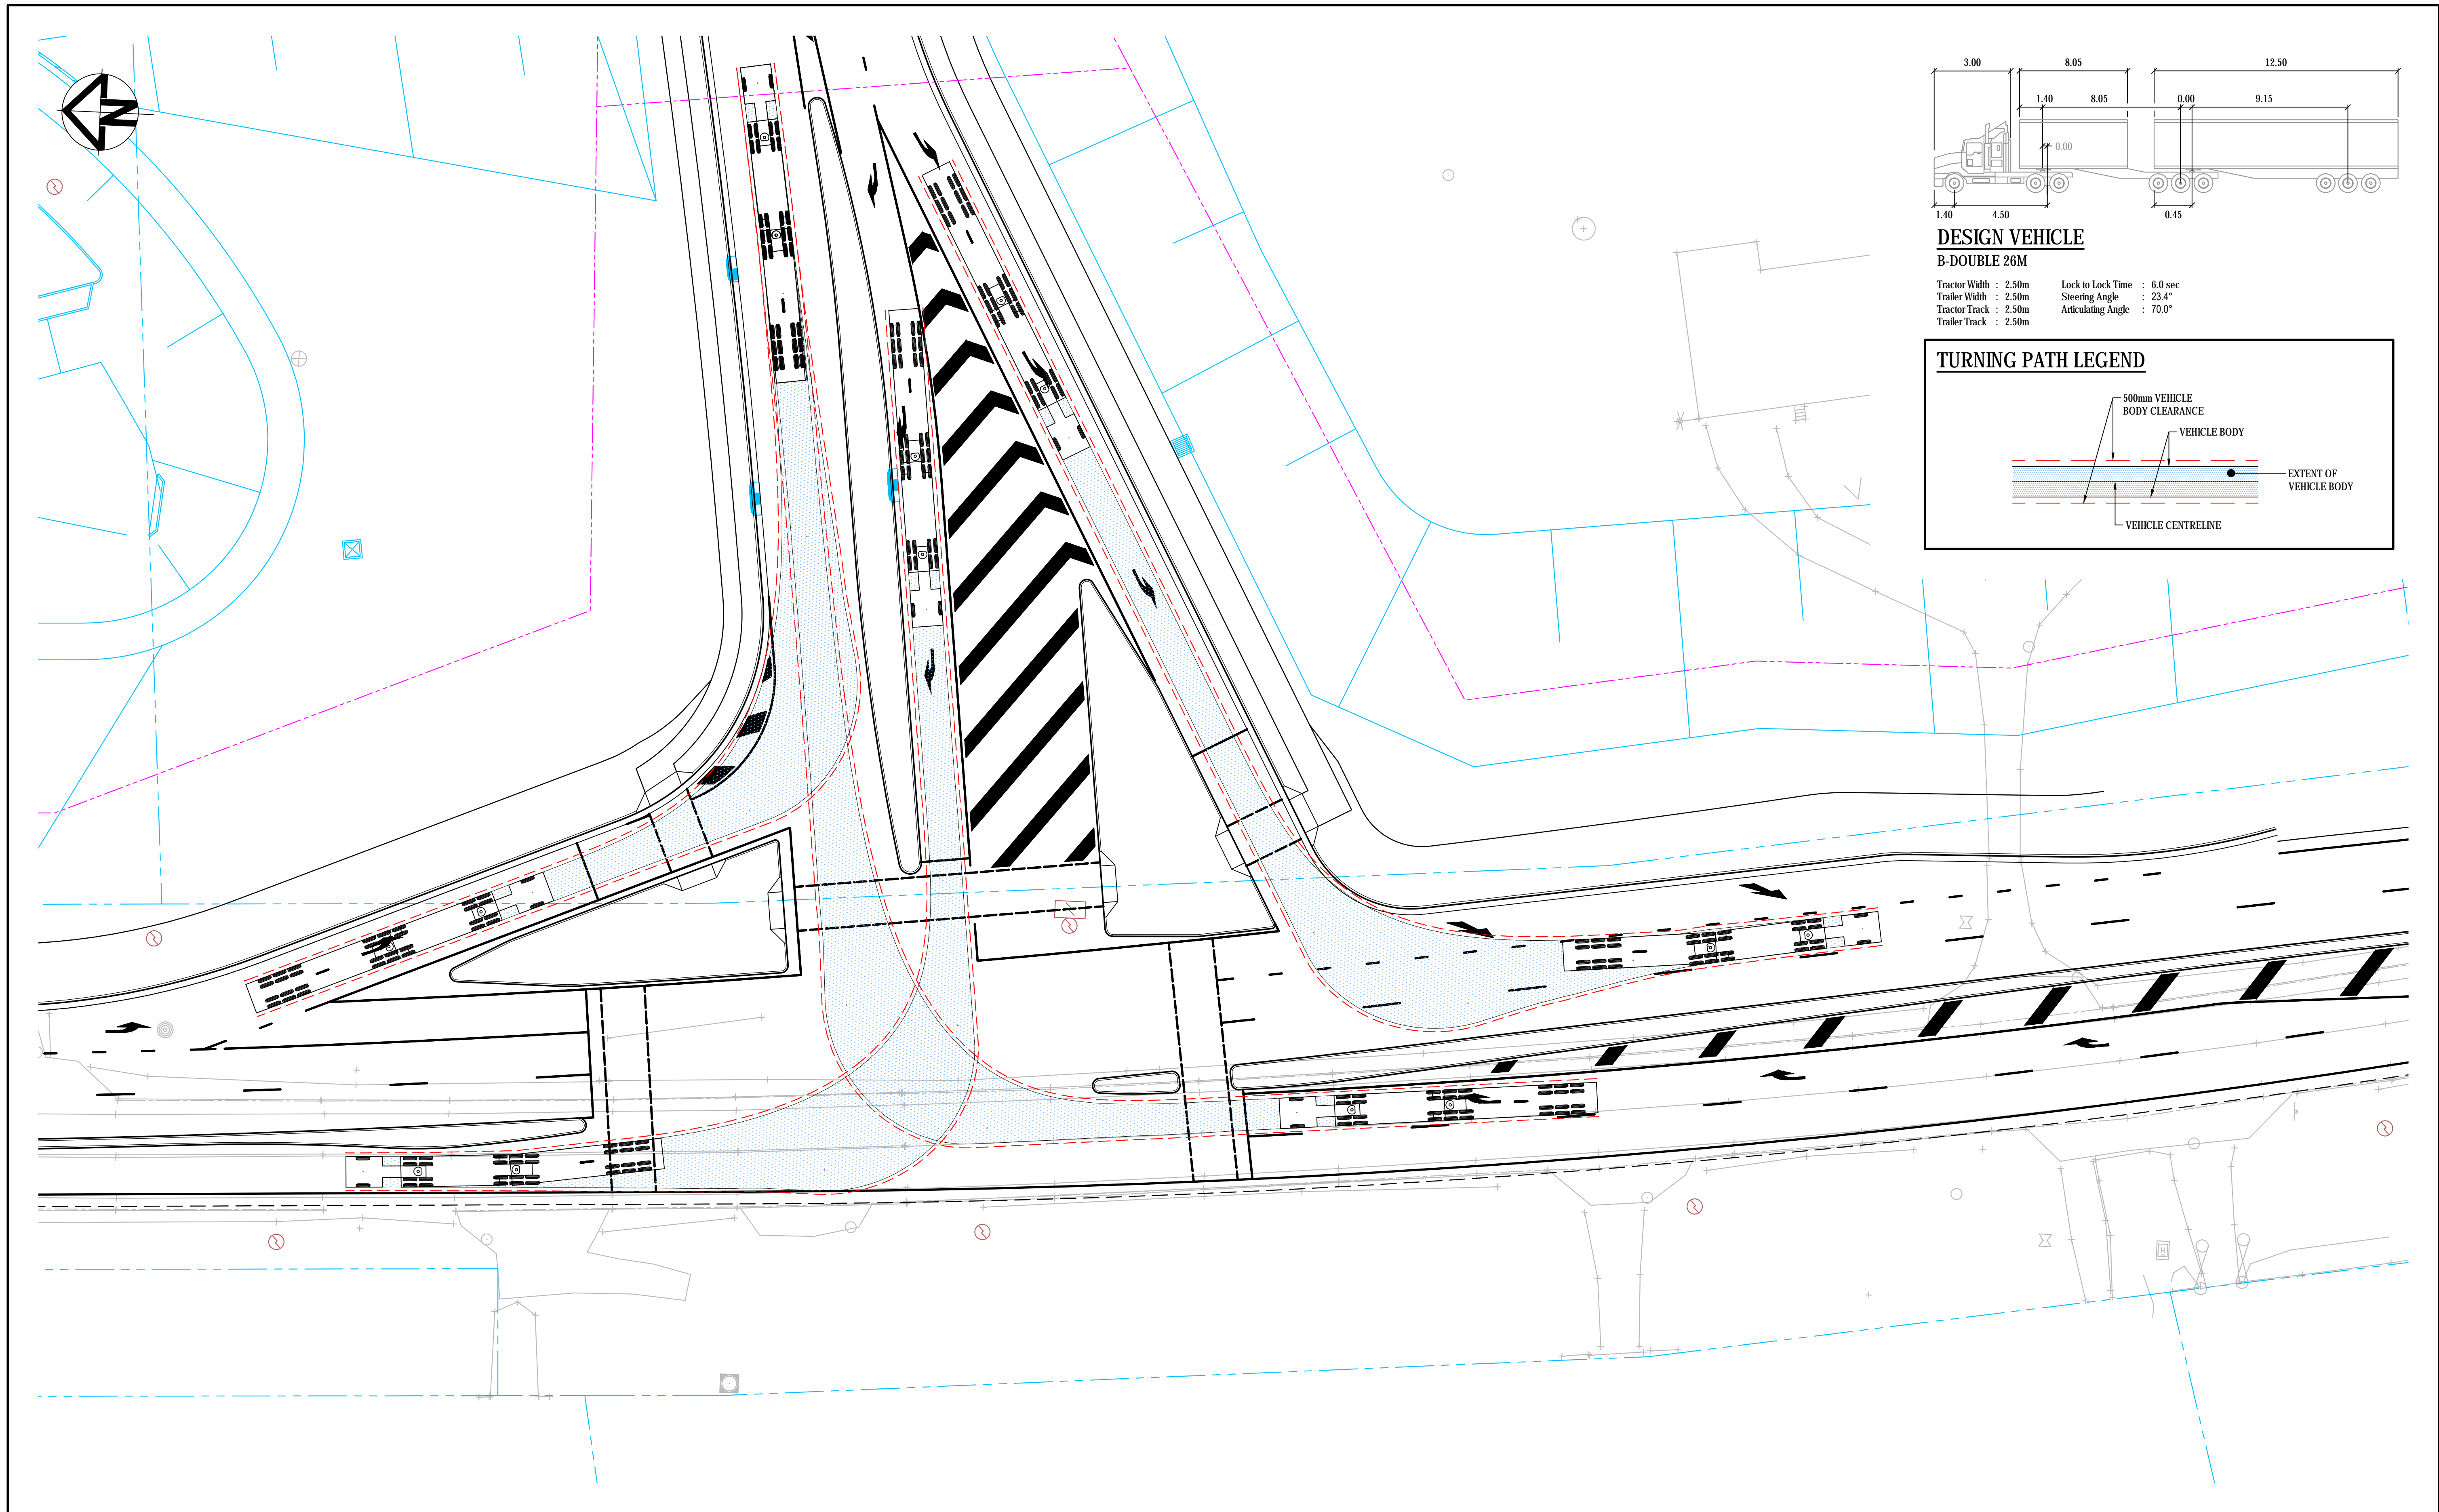 N
3.00 8.05 12.50
1.40 8.05 0.00 9.15
0.00
1.40 4.50 0.45
DESIGN VEHICLE
B-DOUBLE 26M
Tractor Width : 2.50m Lock to Lock Time : 6.0 sec
Trailer Width : 2.50m Steering Angle : 23.4°
Tractor Track : 2.50m Articulating Angle : 70.0°
Trailer Track : 2.50m
TURNING PATH LEGEND
500mm VEHICLE
BODY CLEARANCE
VEHICLE BODY
EXTENT OF
VEHICLE BODY
VEHICLE CENTRELINE
H